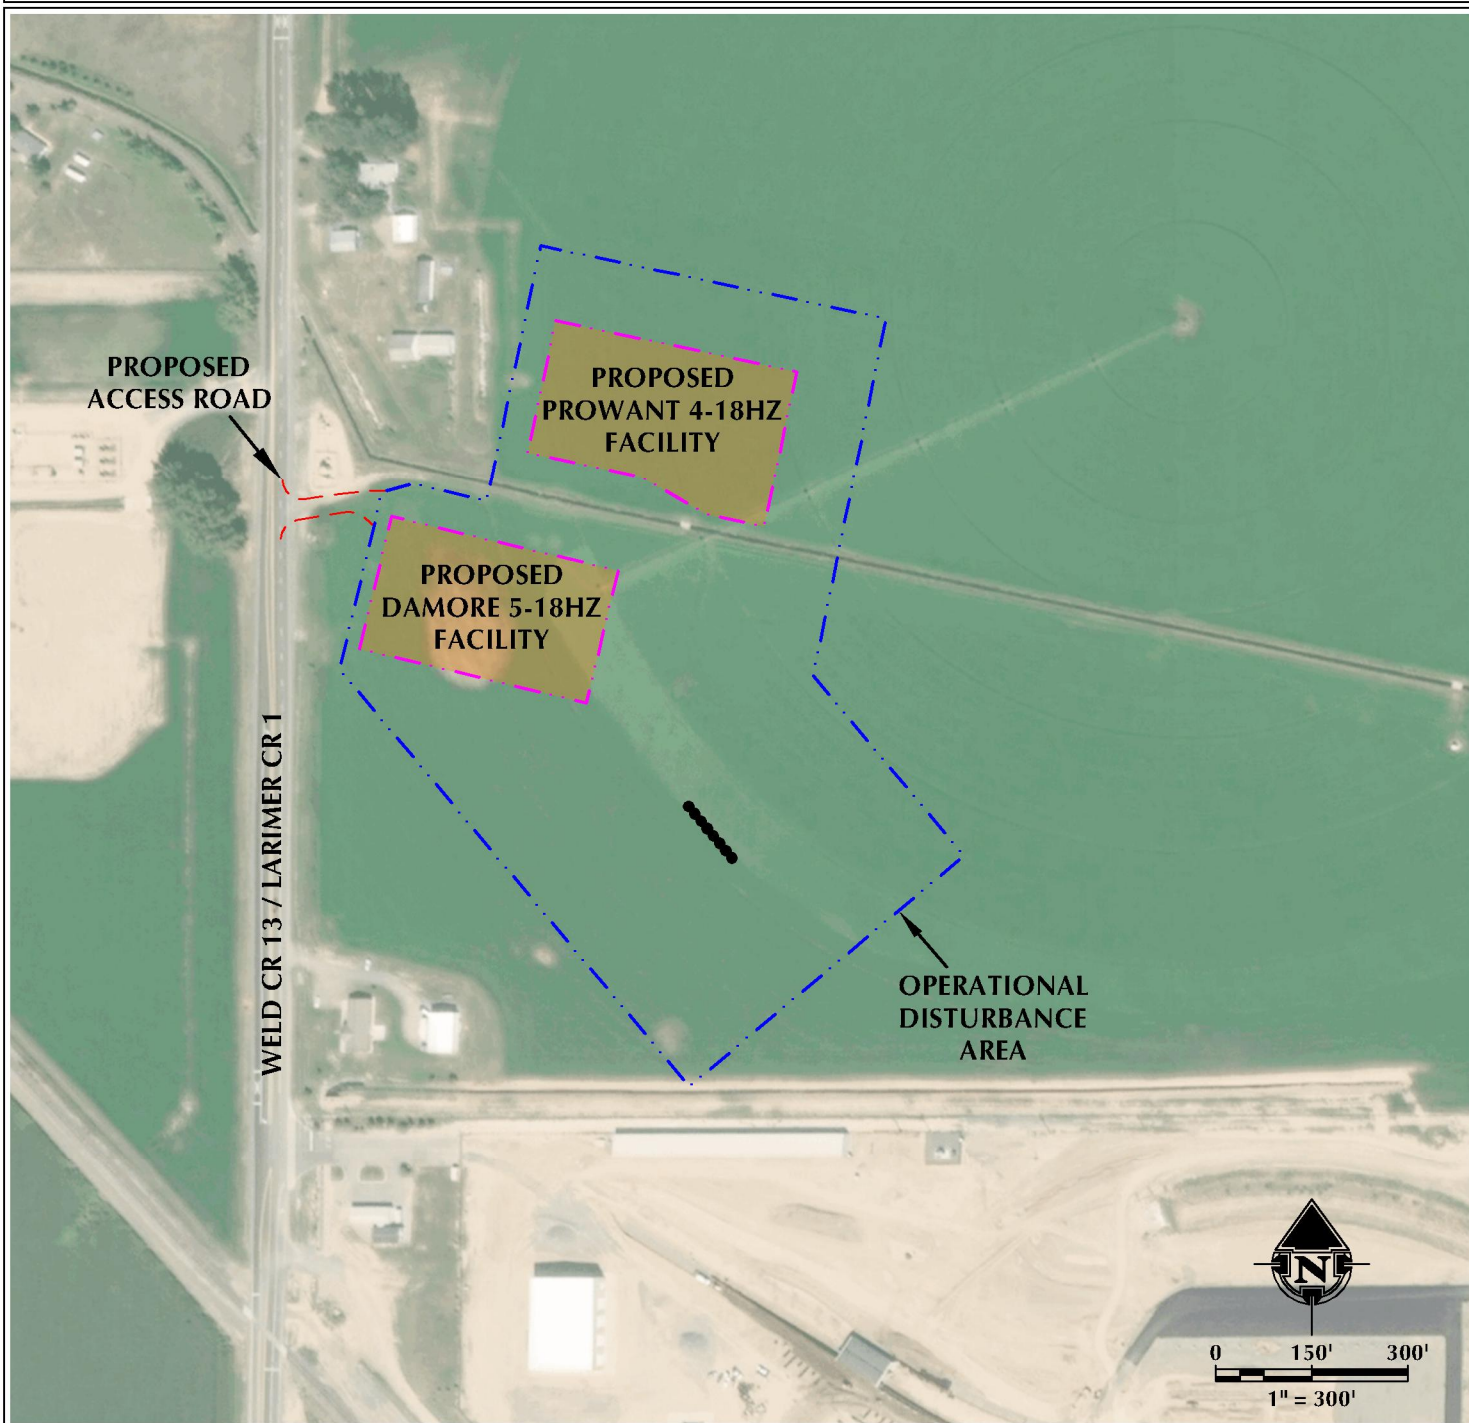 PROPOSED
ACCESS ROAD
PROPOSED
PROWANT 4-18HZ
FACILITY
PROPOSED
DAMORE 5-18HZ
FACILITY
WELD CR 13 / LARIMER CR 1
OPERATIONAL
DISTURBANCE
AREA
N
0 150' 300'
1" = 300'